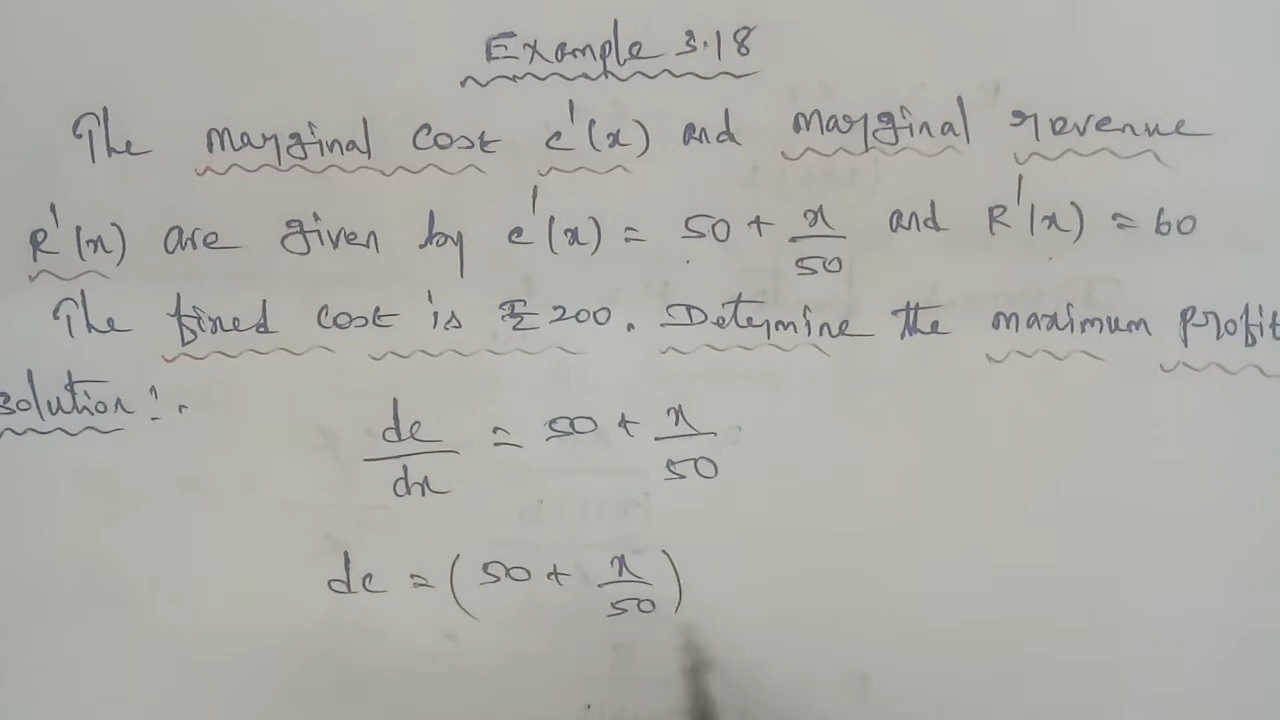 Example 3.18
The marginal cost c'(x) and marginal revenue
R'(x) are given by c'(x) = 50 + x/50 and R'(x) = 60
The fixed cost is ₹ 200. Determine the maximum profit
solution:-
dc/dx = 50 + x/50
dc = (50 + x/50)